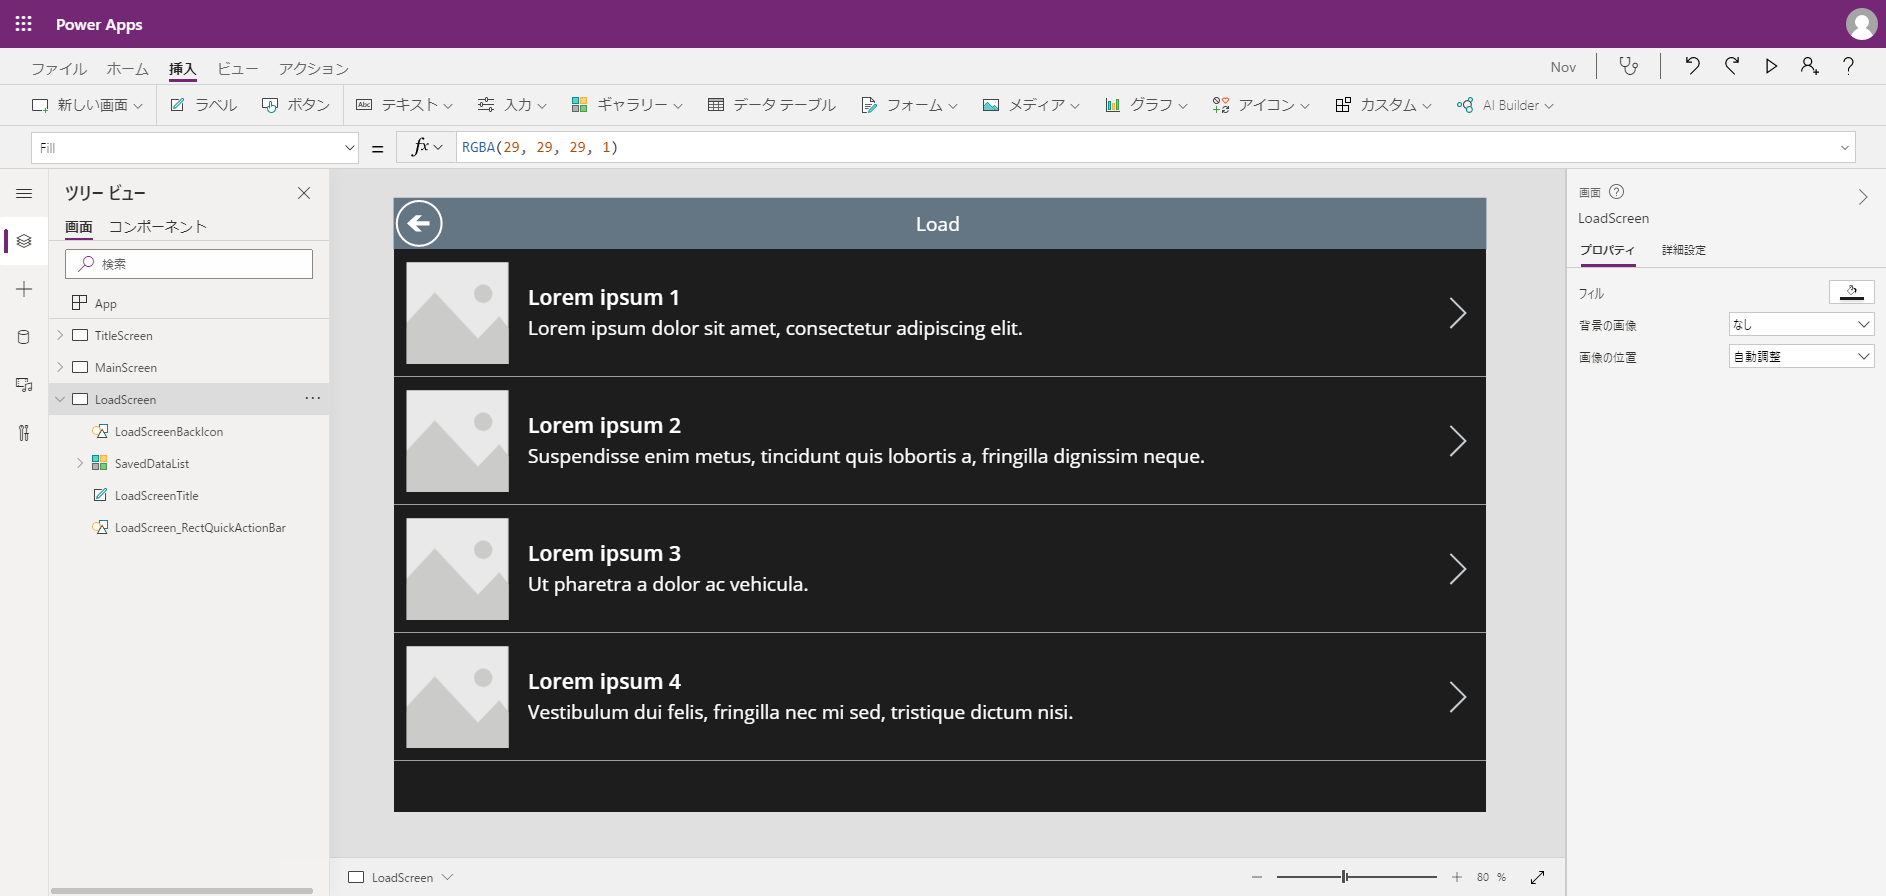 Power Apps
ファイル ホーム 挿入 ビュー アクション Nov
新しい画面 ラベル ボタン Abc テキスト 入力 ギャラリー データ テーブル フォーム メディア グラフ アイコン カスタム AI Builder
Fill = fx RGBA(29, 29, 29, 1)
ツリー ビュー
画面 コンポーネント
検索
App
TitleScreen
MainScreen
LoadScreen
LoadScreenBackIcon
SavedDataList
LoadScreenTitle
LoadScreen_RectQuickActionBar
Load
Lorem ipsum 1
Lorem ipsum dolor sit amet, consectetur adipiscing elit.
Lorem ipsum 2
Suspendisse enim metus, tincidunt quis lobortis a, fringilla dignissim neque.
Lorem ipsum 3
Ut pharetra a dolor ac vehicula.
Lorem ipsum 4
Vestibulum dui felis, fringilla nec mi sed, tristique dictum nisi.
LoadScreen 80 %
画面
LoadScreen
プロパティ 詳細設定
フィル
背景の画像 なし
画像の位置 自動調整